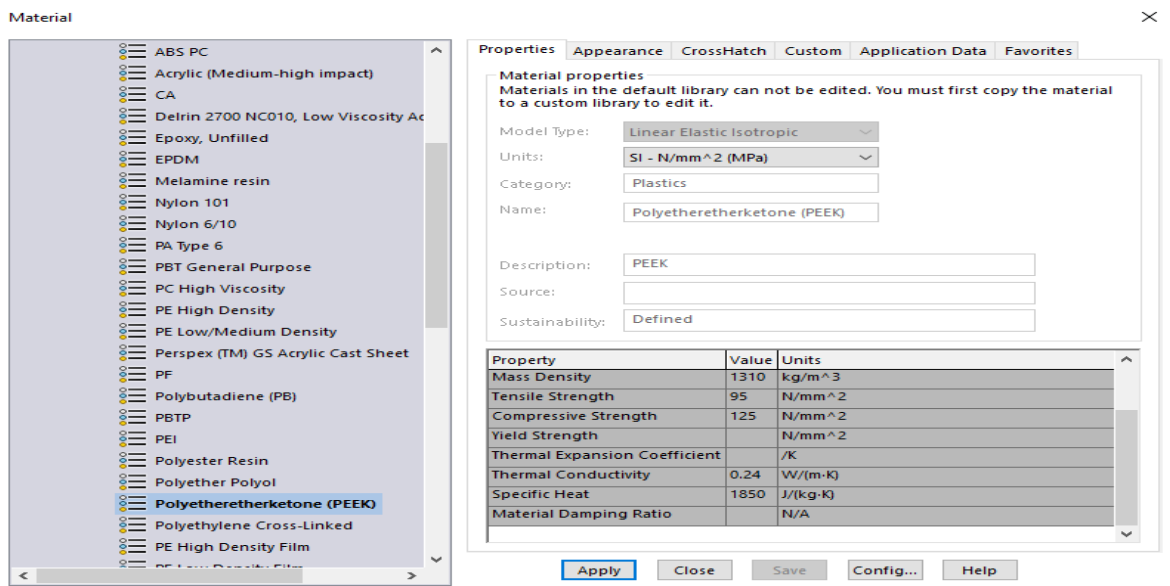 Material
ABS PC
Acrylic (Medium-high impact)
CA
Delrin 2700 NC010, Low Viscosity Ac
Epoxy, Unfilled
EPDM
Melamine resin
Nylon 101
Nylon 6/10
PA Type 6
PBT General Purpose
PC High Viscosity
PE High Density
PE Low/Medium Density
Perspex (TM) GS Acrylic Cast Sheet
PF
Polybutadiene (PB)
PBTP
PEI
Polyester Resin
Polyether Polyol
Polyetheretherketone (PEEK)
Polyethylene Cross-Linked
PE High Density Film
PE Low Density Film
Properties Appearance CrossHatch Custom Application Data Favorites
Material properties
Materials in the default library can not be edited. You must first copy the material
to a custom library to edit it.
Model Type: Linear Elastic Isotropic
Units: SI - N/mm^2 (MPa)
Category: Plastics
Name: Polyetheretherketone (PEEK)
Description: PEEK
Source:
Sustainability: Defined
Property Value Units
Mass Density 1310 kg/m^3
Tensile Strength 95 N/mm^2
Compressive Strength 125 N/mm^2
Yield Strength N/mm^2
Thermal Expansion Coefficient /K
Thermal Conductivity 0.24 W/(m·K)
Specific Heat 1850 J/(kg·K)
Material Damping Ratio N/A
Apply Close Save Config... Help